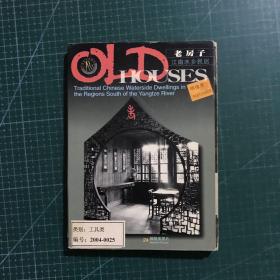 OLD
老房子
江南水乡民居
HOUSES
Traditional Chinese Waterside Dwellings in
the Regions South of the Yangtze River
类别：工具类
编号：2004-0025